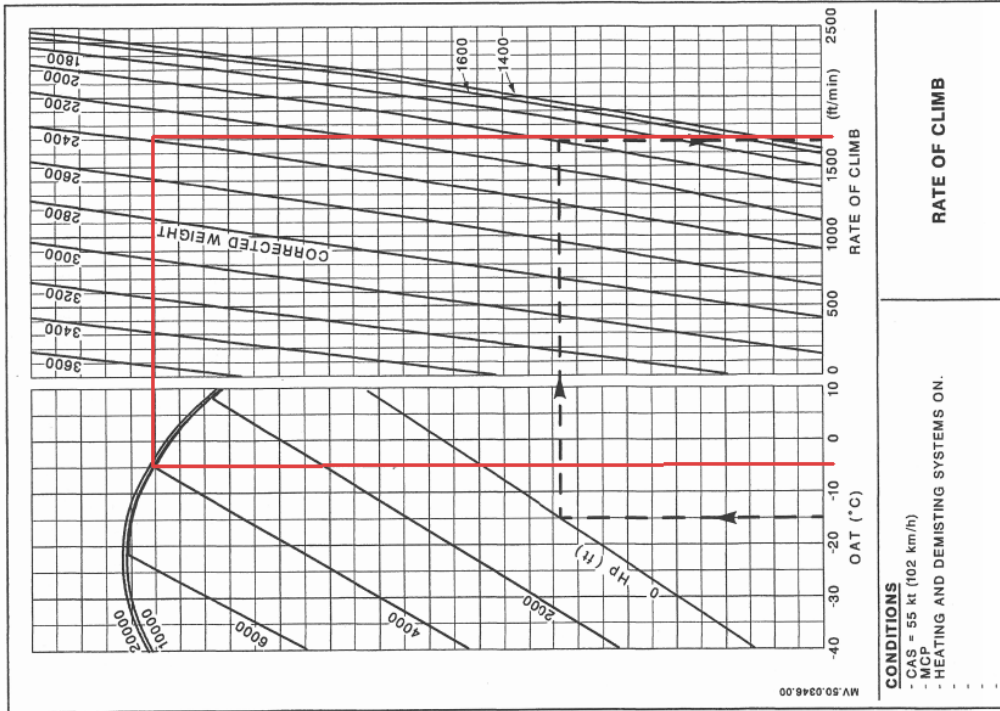 2500
(ft/min)
1500
1000
500
0
RATE OF CLIMB
1600
1400
1800
2000
2200
2400
2600
2800
3000
3200
3400
3600
CORRECTED WEIGHT
10
0
-10
-20
-30
-40
OAT (°C)
20000
10000
6000
4000
2000
0
Hp (ft)
RATE OF CLIMB
CONDITIONS
- CAS = 55 kt (102 km/h)
- MCP
- HEATING AND DEMISTING SYSTEMS ON.
MV.50.0346.00